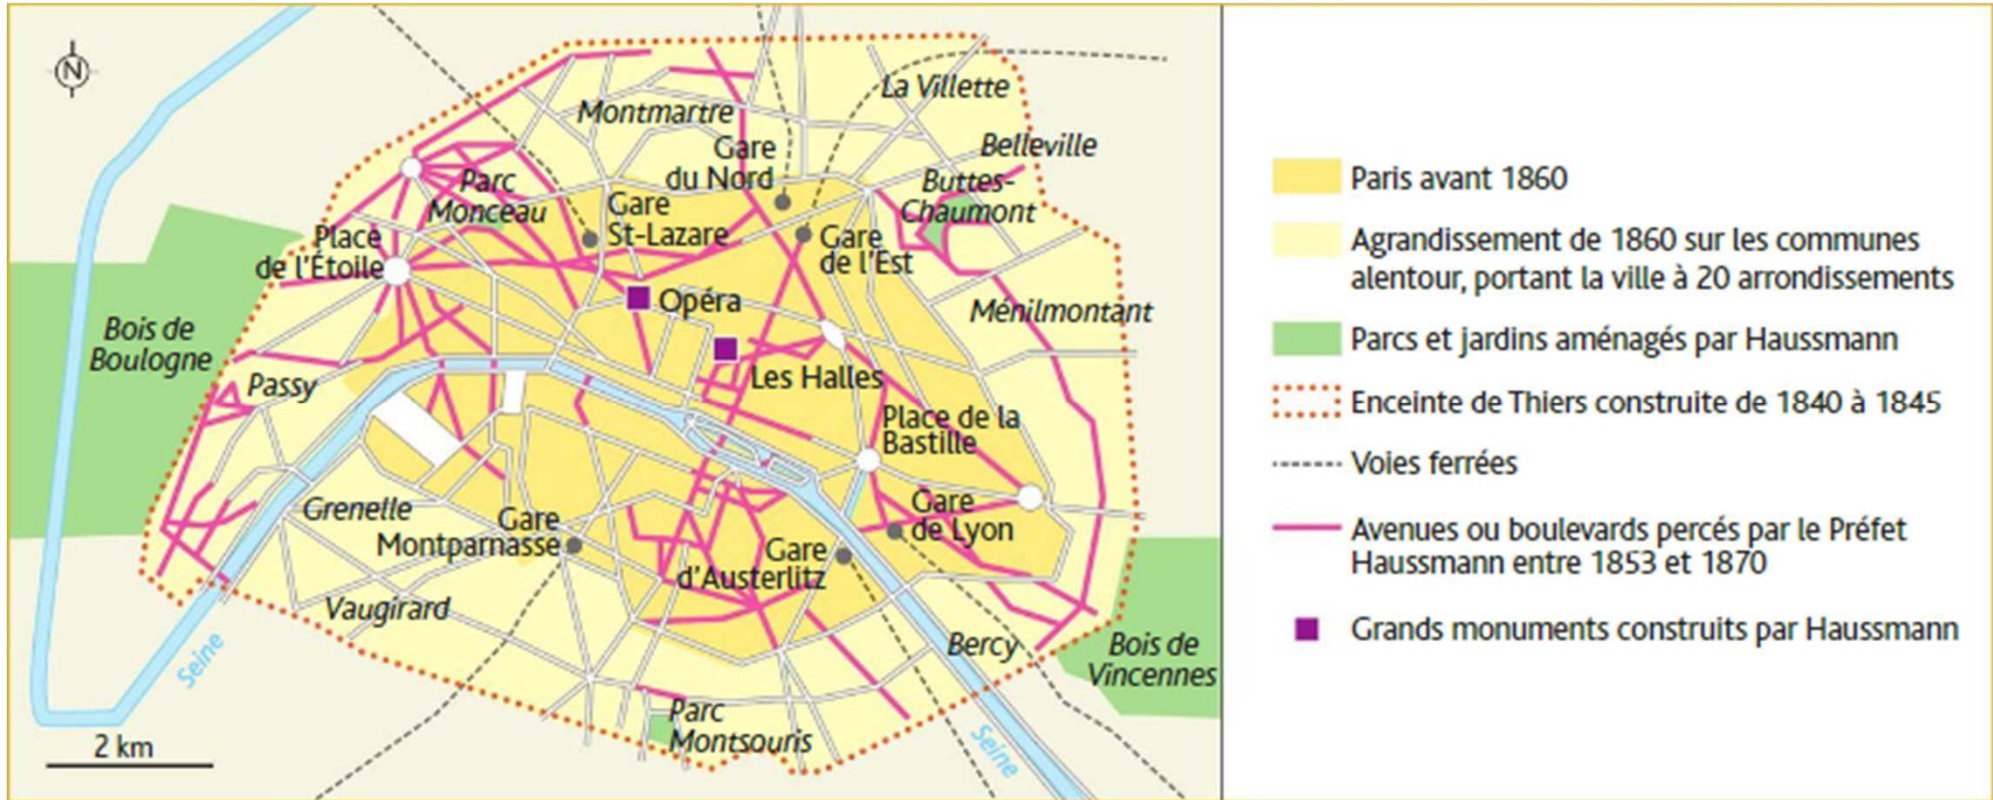 N
La Villette
Montmartre
Belleville
Gare
du Nord
Parc
Monceau
Buttes-
Chaumont
Gare
St-Lazare
Gare
de l'Est
Place
de l'Étoile
Opéra
Ménilmontant
Bois de
Boulogne
Passy
Les Halles
Place de la
Bastille
Grenelle
Gare
Montparnasse
Gare
de Lyon
Gare
d'Austerlitz
Vaugirard
Bercy
Bois de
Vincennes
Seine
Parc
Montsouris
Seine
2 km
Paris avant 1860
Agrandissement de 1860 sur les communes
alentour, portant la ville à 20 arrondissements
Parcs et jardins aménagés par Haussmann
Enceinte de Thiers construite de 1840 à 1845
Voies ferrées
Avenues ou boulevards percés par le Préfet
Haussmann entre 1853 et 1870
Grands monuments construits par Haussmann